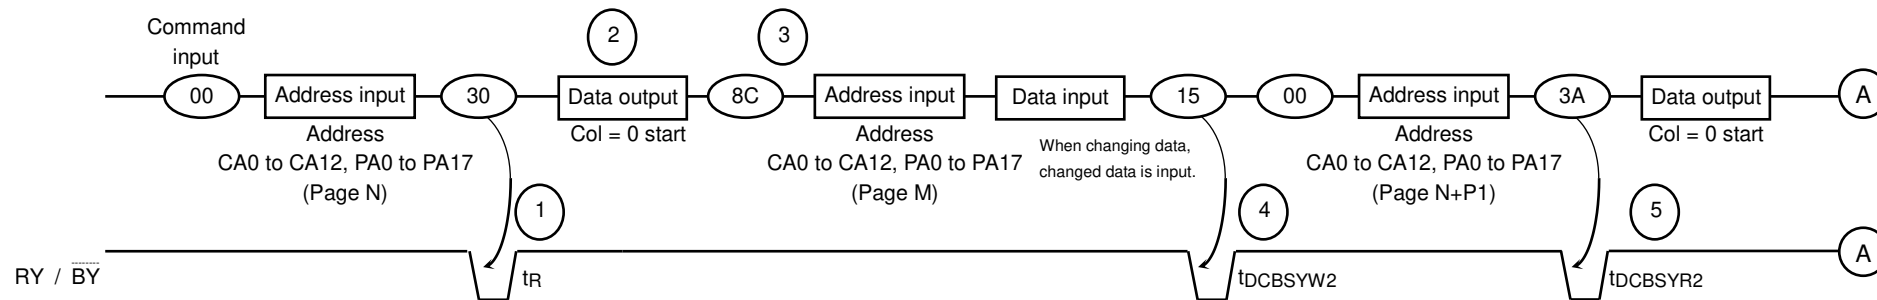 Command
input
2
3
00
Address input
30
Data output
8C
Address input
Data input
15
00
Address input
3A
Data output
A
Address
CA0 to CA12, PA0 to PA17
(Page N)
Col = 0 start
Address
CA0 to CA12, PA0 to PA17
(Page M)
When changing data,
changed data is input.
Address
CA0 to CA12, PA0 to PA17
(Page N+P1)
Col = 0 start
1
4
5
RY / BY
tR
tDCBSYW2
tDCBSYR2
A